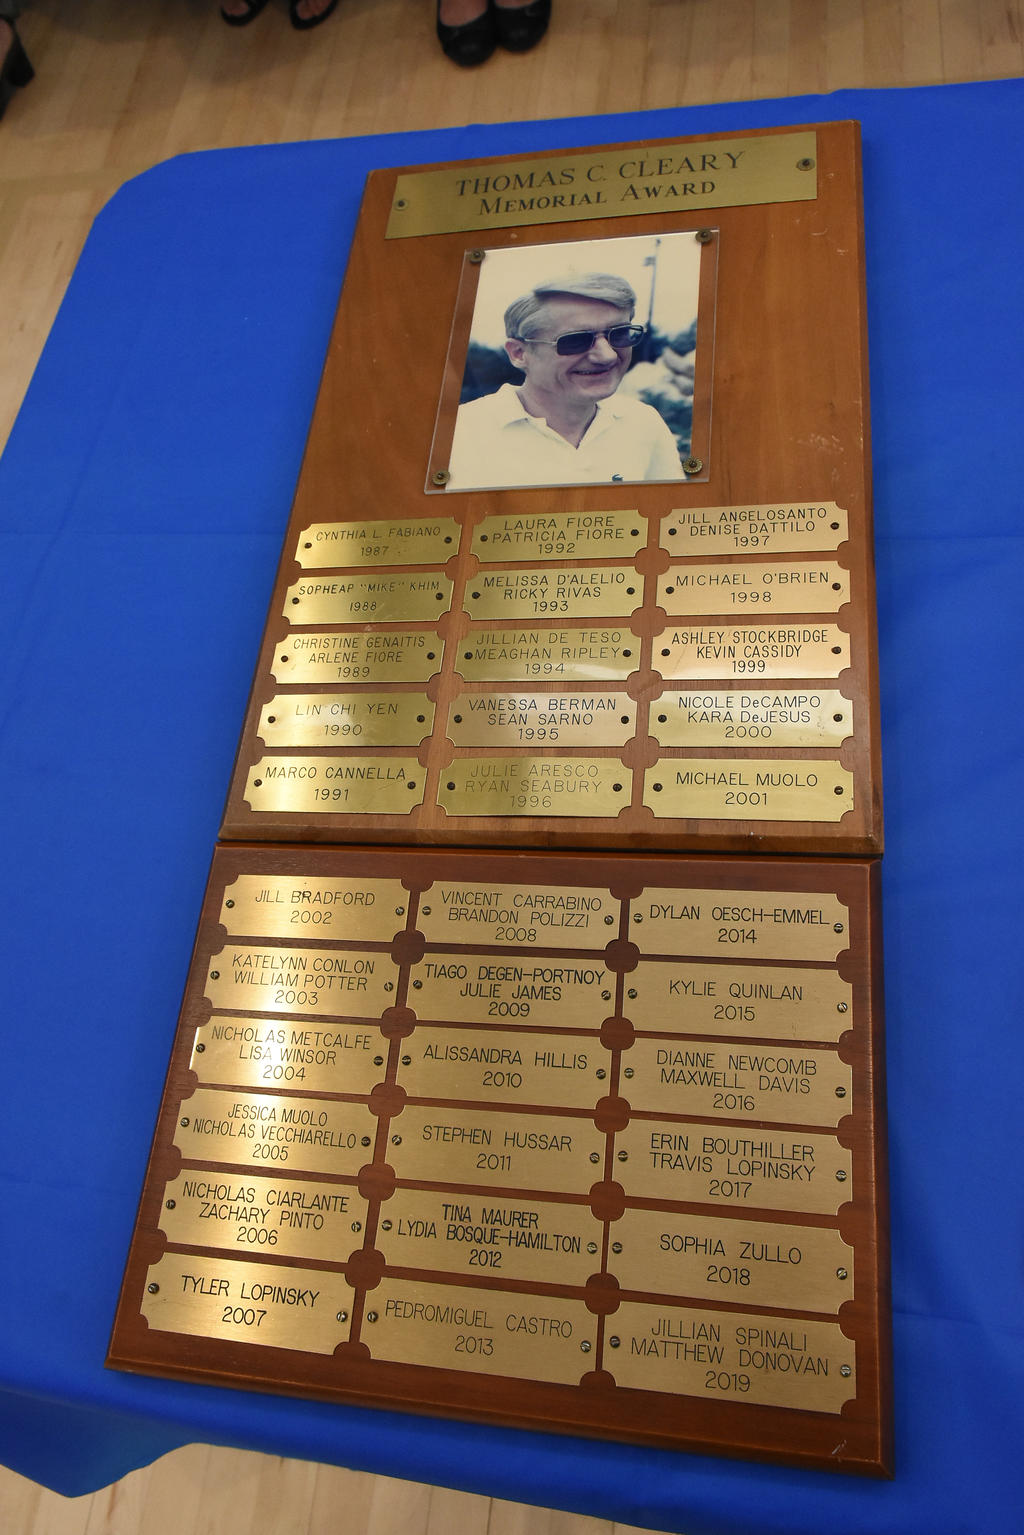 THOMAS C. CLEARY
MEMORIAL AWARD
CYNTHIA L. FABIANO
1987
SOPHEAP "MIKE" KHIM
1988
CHRISTINE GENAITIS
ARLENE FIORE
1989
LIN CHI YEN
1990
MARCO CANNELLA
1991
LAURA FIORE
PATRICIA FIORE
1992
MELISSA D'ALELIO
RICKY RIVAS
1993
JILLIAN DE TESO
MEAGHAN RIPLEY
1994
VANESSA BERMAN
SEAN SARNO
1995
JULIE ARESCO
RYAN SEABURY
1996
JILL ANGELOSANTO
DENISE DATTILO
1997
MICHAEL O'BRIEN
1998
ASHLEY STOCKBRIDGE
KEVIN CASSIDY
1999
NICOLE DeCAMPO
KARA DeJESUS
2000
MICHAEL MUOLO
2001
JILL BRADFORD
2002
KATELYNN CONLON
WILLIAM POTTER
2003
NICHOLAS METCALFE
LISA WINSOR
2004
JESSICA MUOLO
NICHOLAS VECCHIARELLO
2005
NICHOLAS CIARLANTE
ZACHARY PINTO
2006
TYLER LOPINSKY
2007
VINCENT CARRABINO
BRANDON POLIZZI
2008
TIAGO DEGEN-PORTNOY
JULIE JAMES
2009
ALISSANDRA HILLIS
2010
STEPHEN HUSSAR
2011
TINA MAURER
LYDIA BOSQUE-HAMILTON
2012
PEDROMIGUEL CASTRO
2013
DYLAN OESCH-EMMEL
2014
KYLIE QUINLAN
2015
DIANNE NEWCOMB
MAXWELL DAVIS
2016
ERIN BOUTHILLER
TRAVIS LOPINSKY
2017
SOPHIA ZULLO
2018
JILLIAN SPINALI
MATTHEW DONOVAN
2019